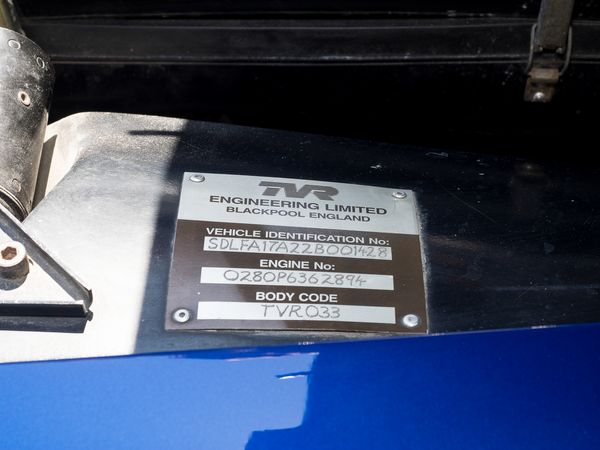 TVR
ENGINEERING LIMITED
BLACKPOOL ENGLAND
VEHICLE IDENTIFICATION No:
SDLFA17A22B001428
ENGINE No:
0280P6362894
BODY CODE
TVR033